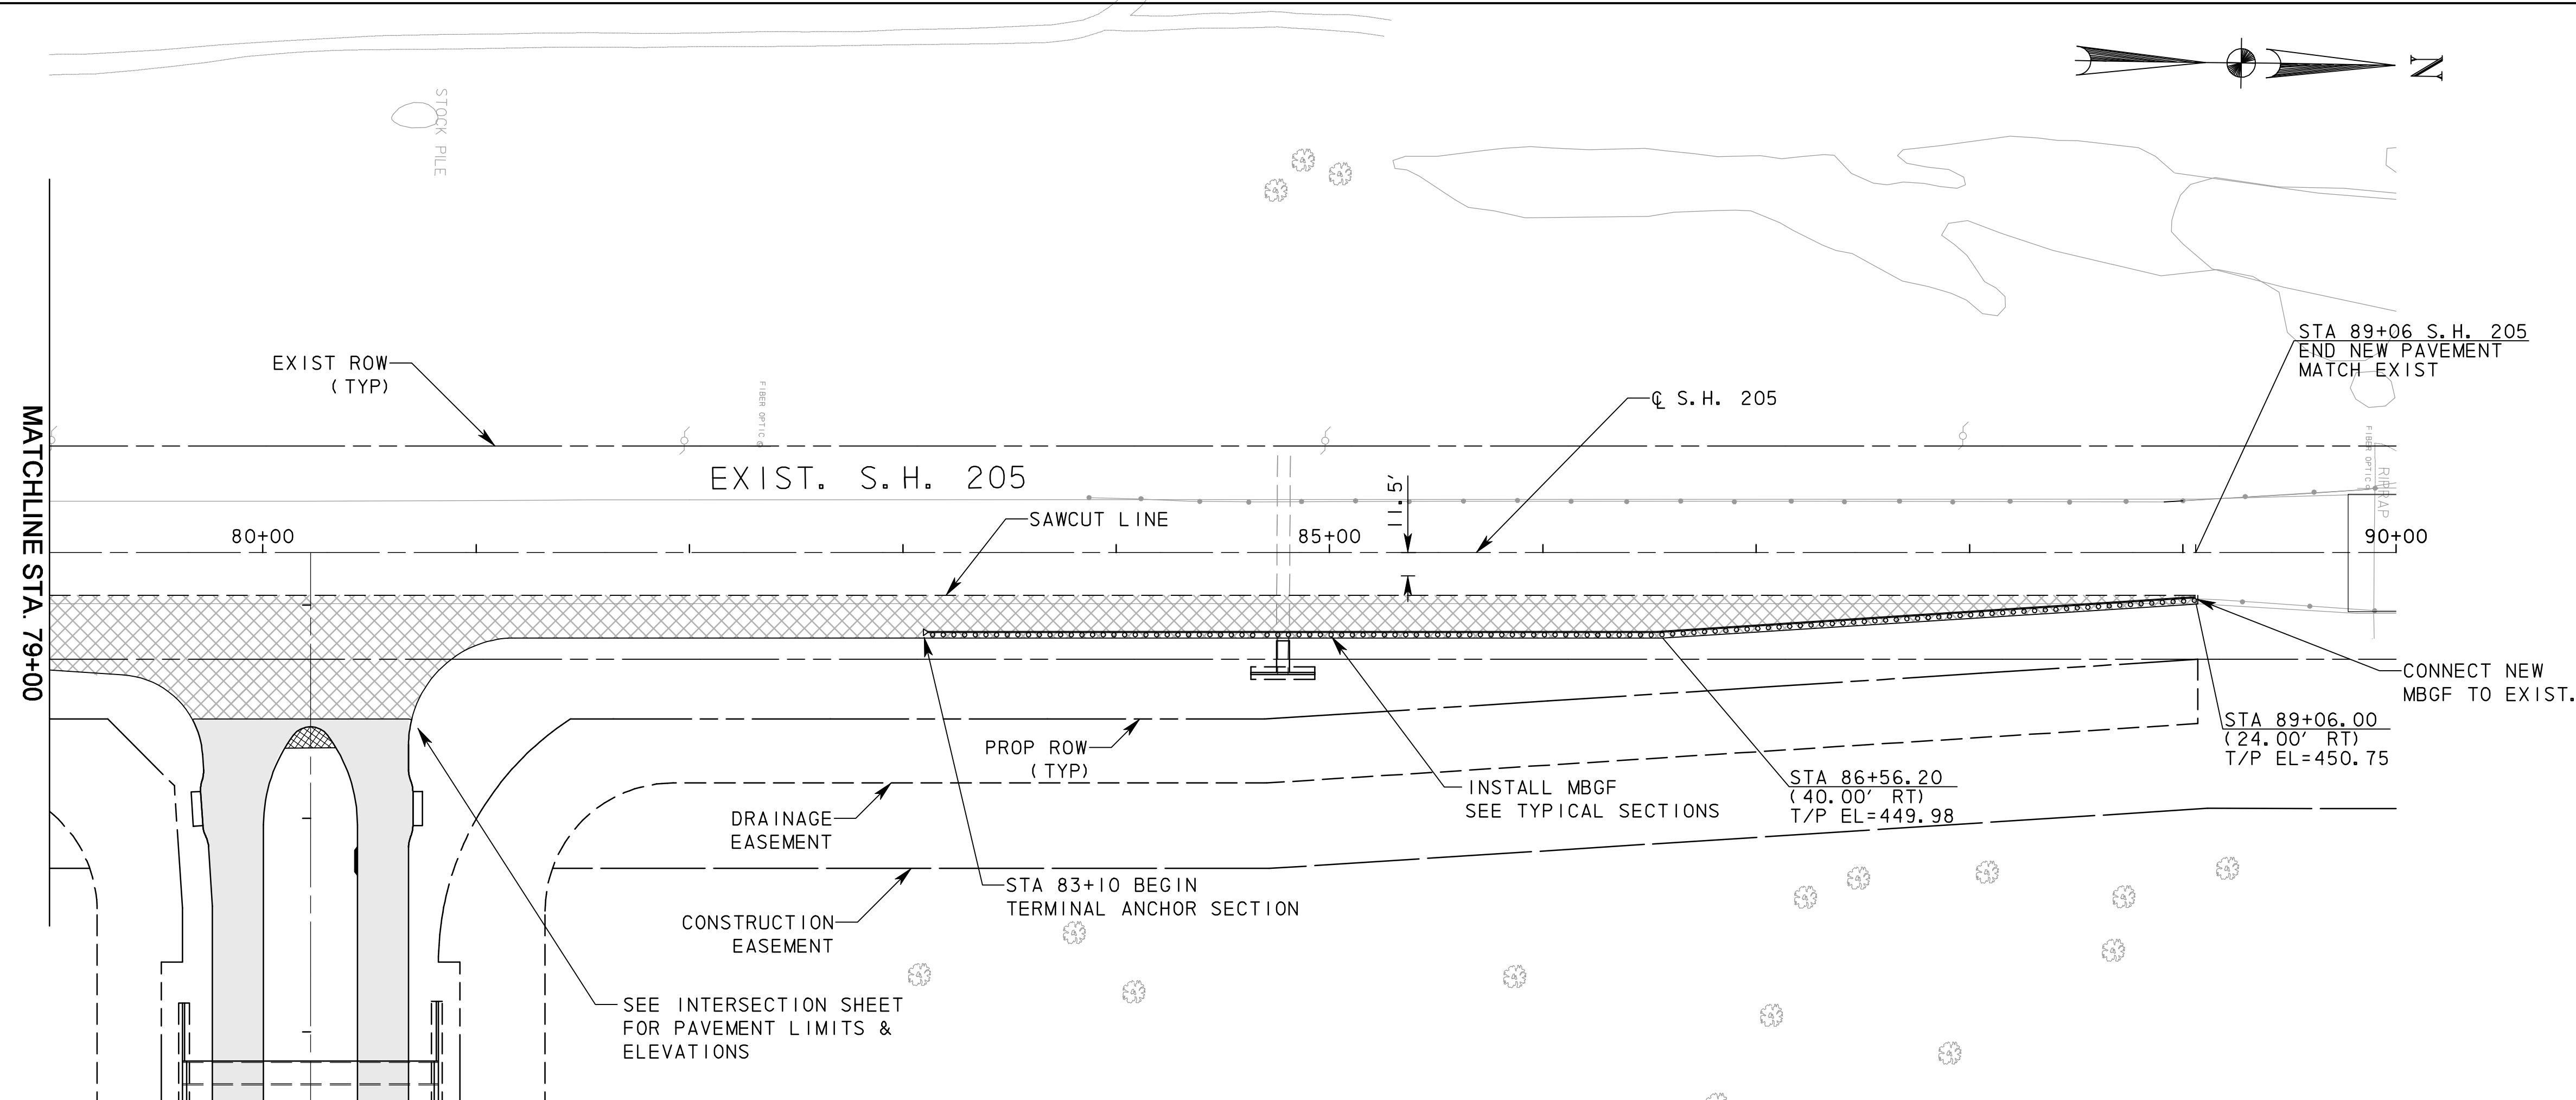 N
STOCK PILE
STA 89+06 S.H. 205
END NEW PAVEMENT
MATCH EXIST
EXIST ROW
(TYP)
FIBER OPTIC
℄ S.H. 205
MATCHLINE STA. 79+00
EXIST. S.H. 205
11.5'
FIBER OPTIC
RIPRAP
SAWCUT LINE
80+00
85+00
90+00
CONNECT NEW
MBGF TO EXIST.
STA 89+06.00
(24.00' RT)
T/P EL=450.75
PROP ROW
(TYP)
INSTALL MBGF
SEE TYPICAL SECTIONS
STA 86+56.20
(40.00' RT)
T/P EL=449.98
DRAINAGE
EASEMENT
STA 83+10 BEGIN
TERMINAL ANCHOR SECTION
CONSTRUCTION
EASEMENT
SEE INTERSECTION SHEET
FOR PAVEMENT LIMITS &
ELEVATIONS